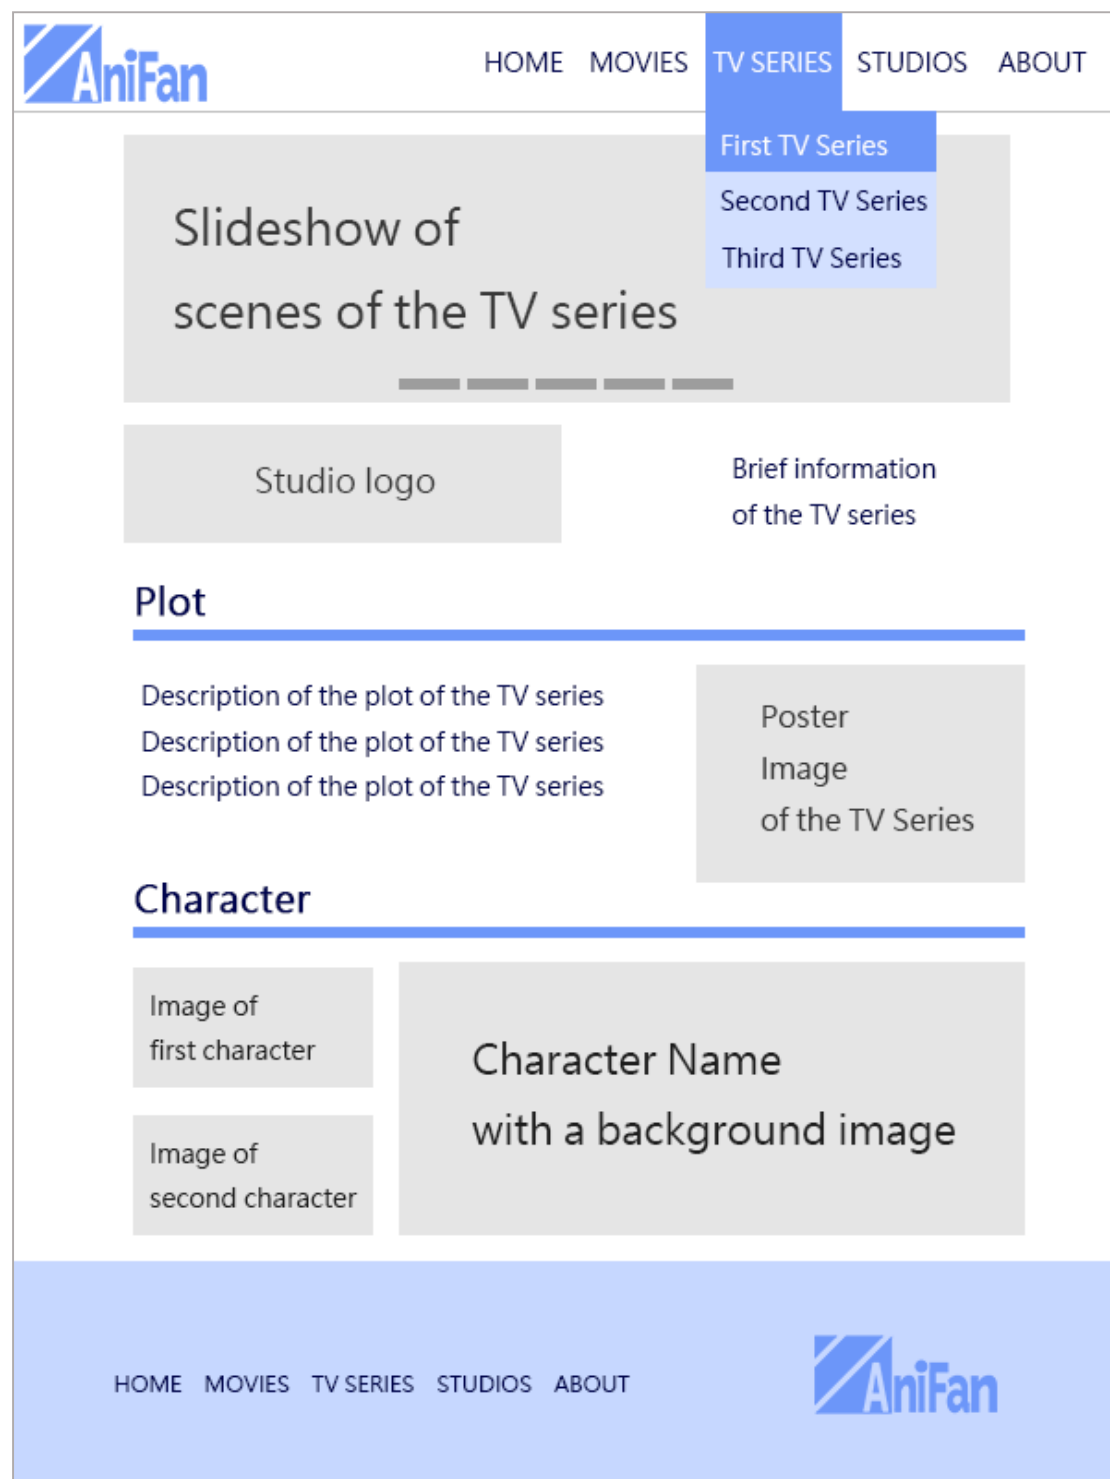 AniFan
HOME MOVIES TV SERIES STUDIOS ABOUT
First TV Series
Second TV Series
Third TV Series
Slideshow of
scenes of the TV series
Studio logo
Brief information
of the TV series
Plot
Description of the plot of the TV series
Description of the plot of the TV series
Description of the plot of the TV series
Poster
Image
of the TV Series
Character
Image of
first character
Image of
second character
Character Name
with a background image
HOME MOVIES TV SERIES STUDIOS ABOUT
AniFan